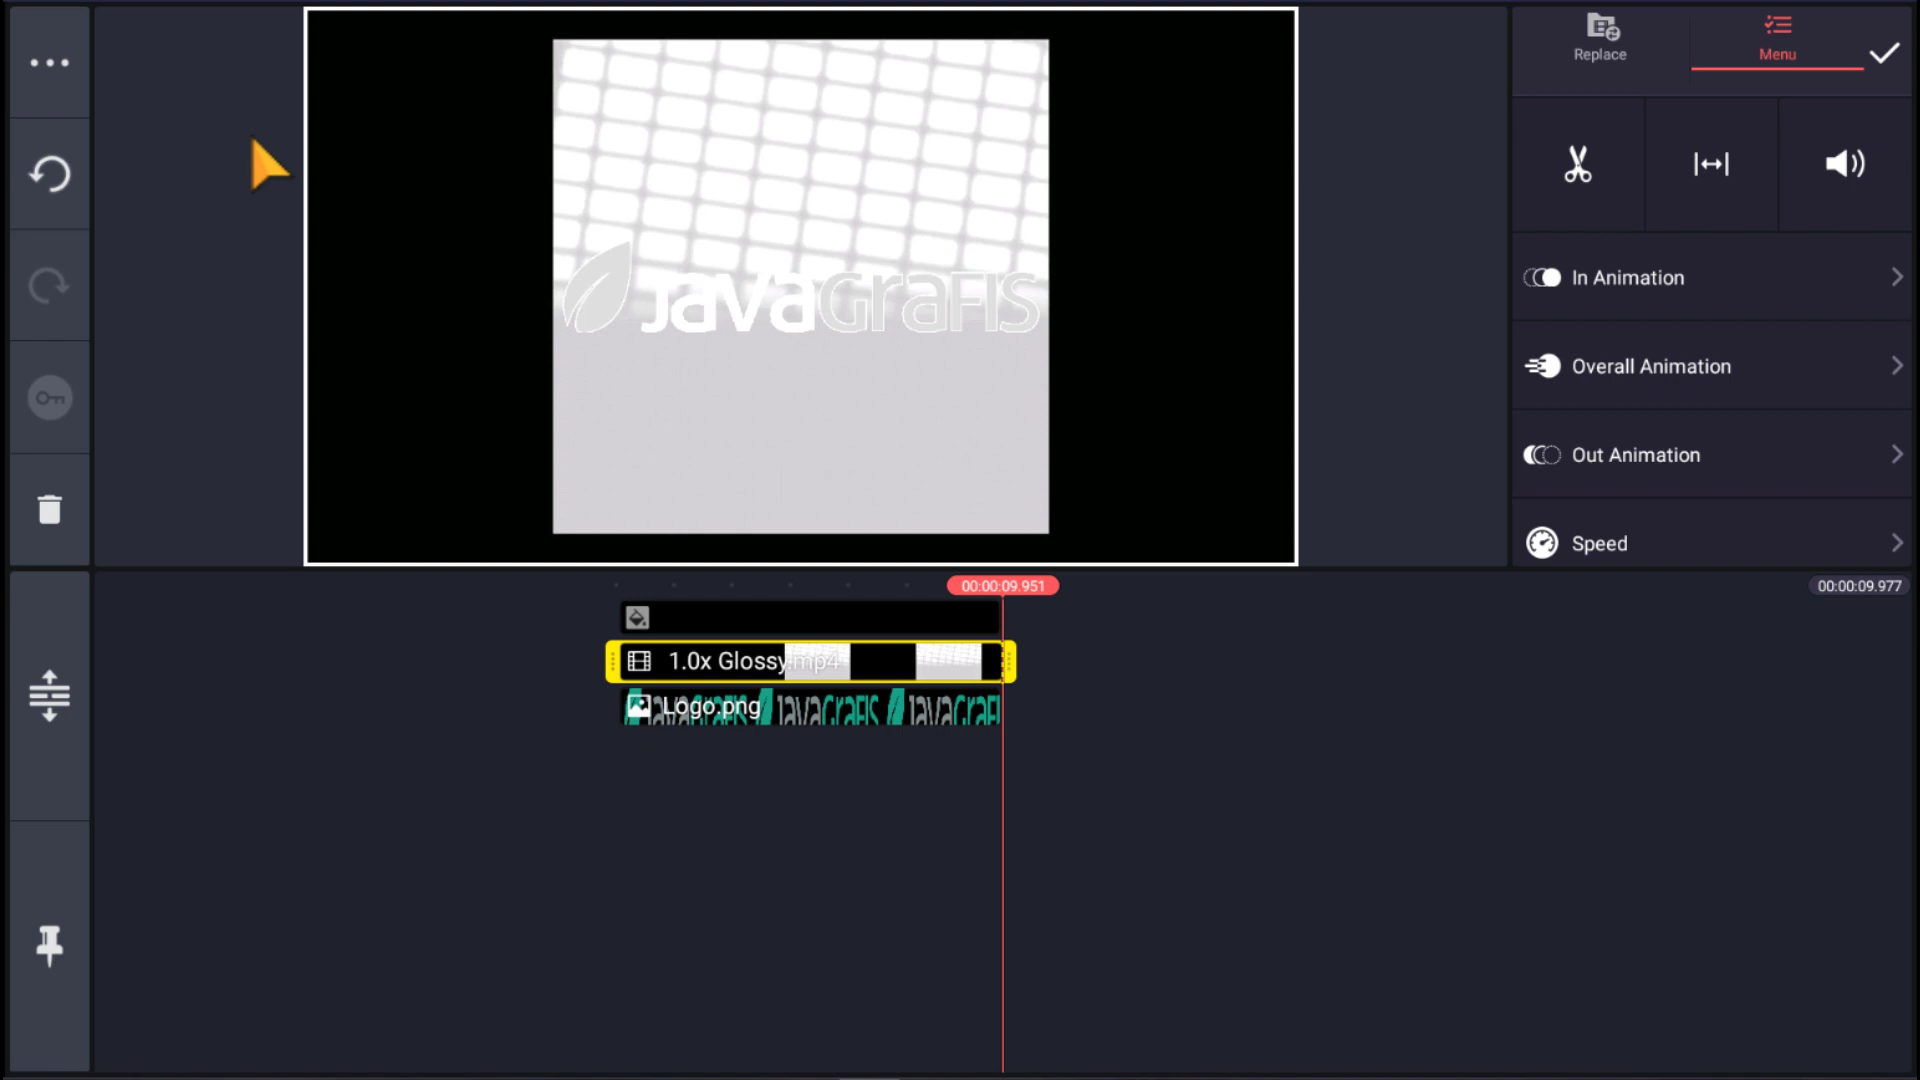 Replace
Menu
JavaGraFIS
In Animation
Overall Animation
Out Animation
Speed
00:00:09.951
00:00:09.977
1.0x Glossy.mp4
Logo.png